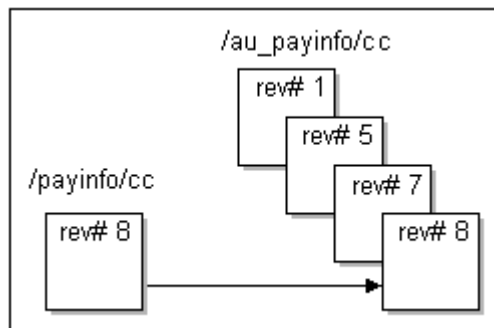 /au_payinfo/cc
rev# 1
rev# 5
/payinfo/cc
rev# 7
rev# 8
rev# 8